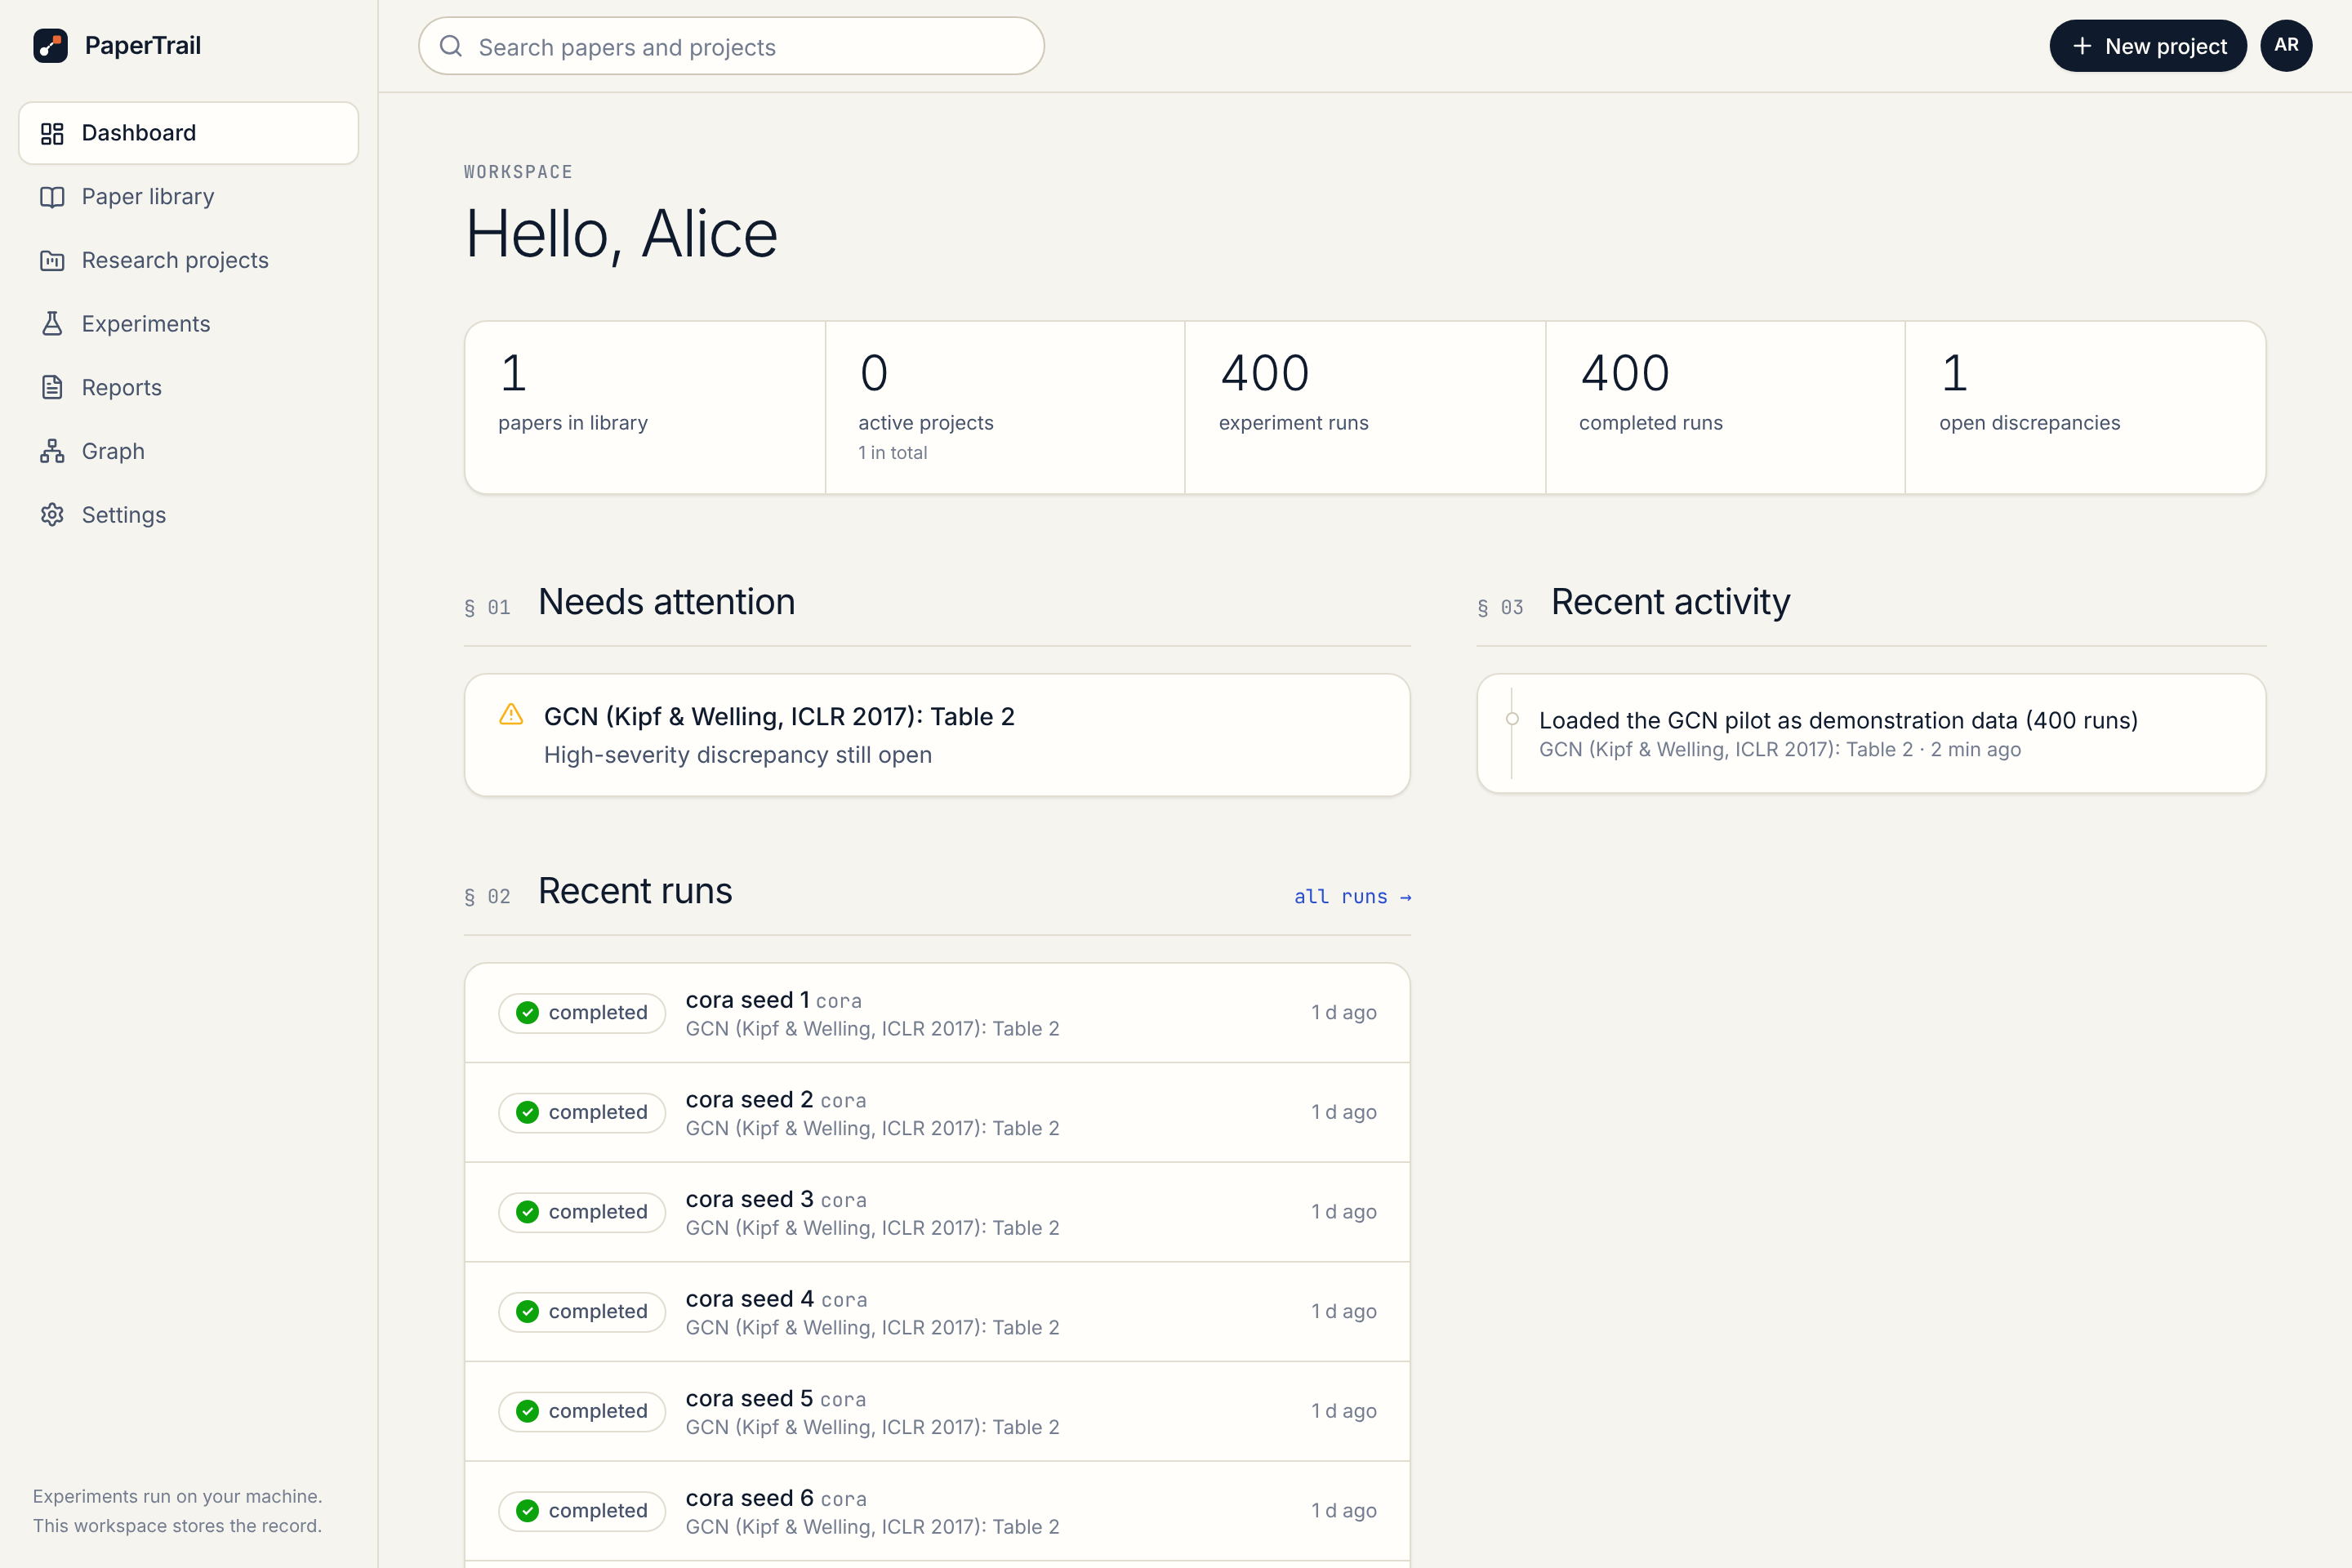 PaperTrail
Search papers and projects
New project
AR
Dashboard
Paper library
Research projects
Experiments
Reports
Graph
Settings
Experiments run on your machine.
This workspace stores the record.
WORKSPACE
Hello, Alice
1
papers in library
0
active projects
1 in total
400
experiment runs
400
completed runs
1
open discrepancies
§ 01 Needs attention
GCN (Kipf & Welling, ICLR 2017): Table 2
High-severity discrepancy still open
§ 02 Recent runs
all runs →
completed
cora seed 1 cora
GCN (Kipf & Welling, ICLR 2017): Table 2
1 d ago
completed
cora seed 2 cora
GCN (Kipf & Welling, ICLR 2017): Table 2
1 d ago
completed
cora seed 3 cora
GCN (Kipf & Welling, ICLR 2017): Table 2
1 d ago
completed
cora seed 4 cora
GCN (Kipf & Welling, ICLR 2017): Table 2
1 d ago
completed
cora seed 5 cora
GCN (Kipf & Welling, ICLR 2017): Table 2
1 d ago
completed
cora seed 6 cora
GCN (Kipf & Welling, ICLR 2017): Table 2
1 d ago
§ 03 Recent activity
Loaded the GCN pilot as demonstration data (400 runs)
GCN (Kipf & Welling, ICLR 2017): Table 2 · 2 min ago